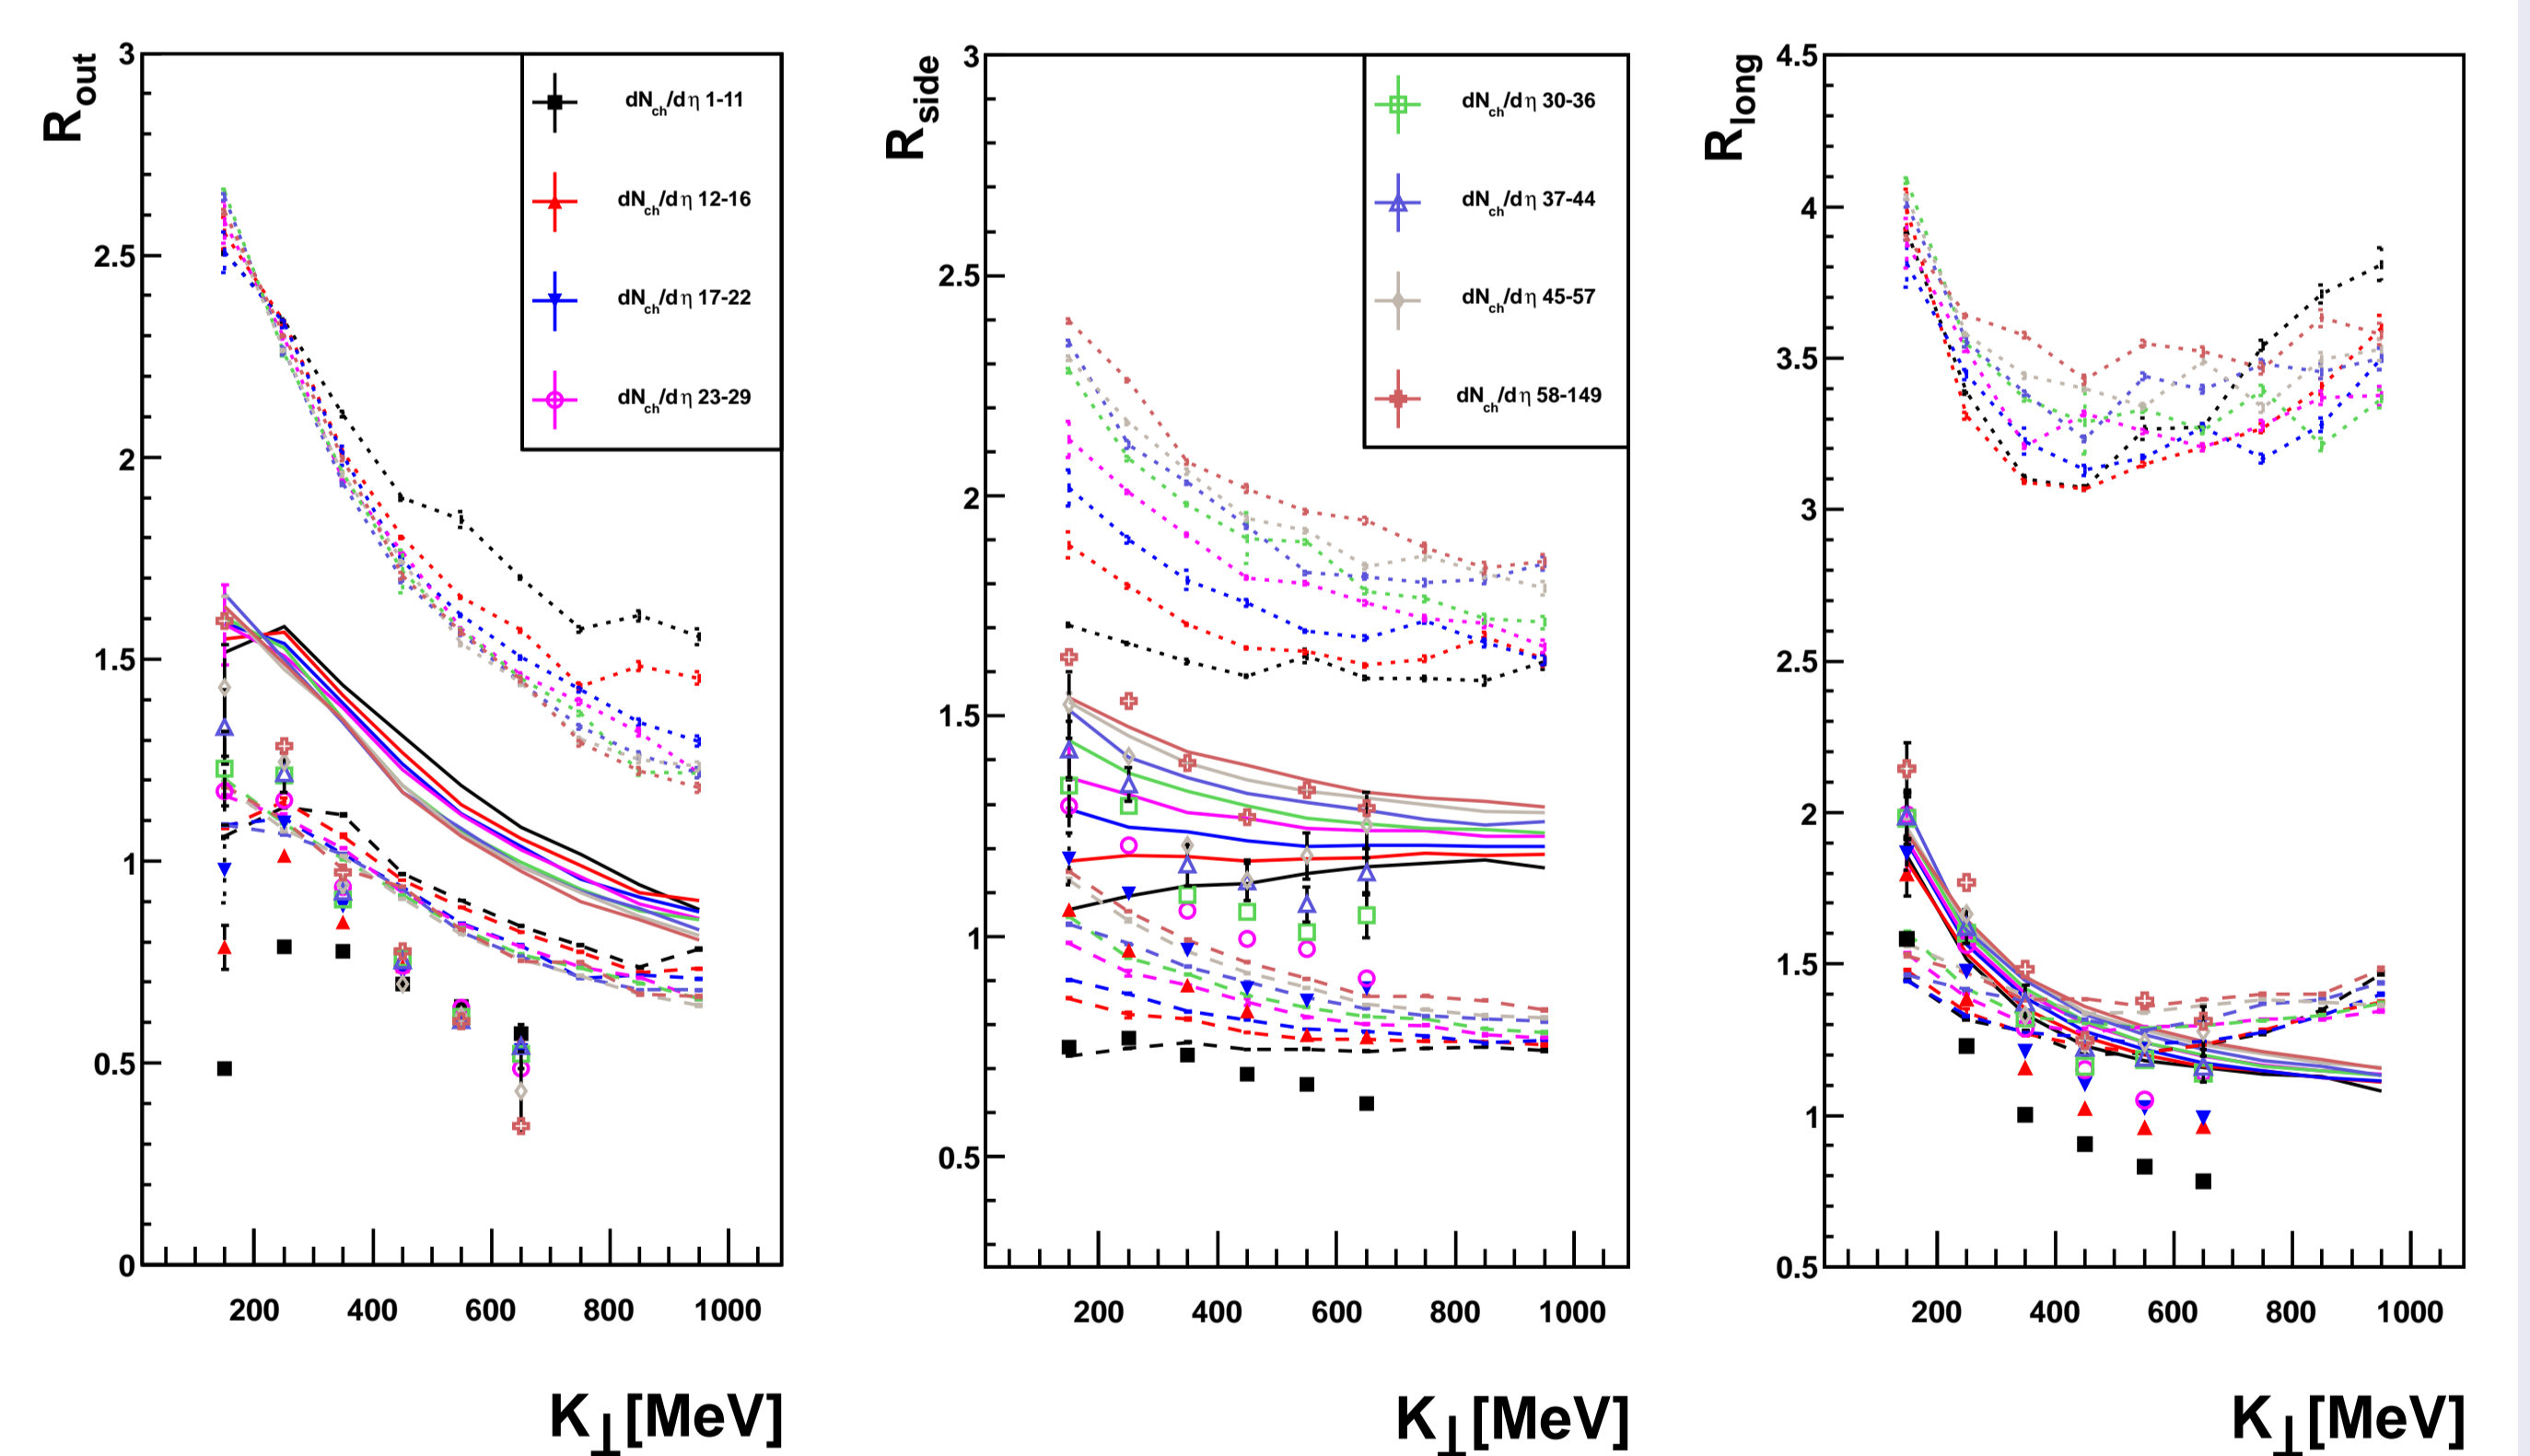 R_out
3
2.5
2
1.5
1
0.5
0
200 400 600 800 1000
K_⊥ [MeV]
dN_ch/dη 1-11
dN_ch/dη 12-16
dN_ch/dη 17-22
dN_ch/dη 23-29
R_side
3
2.5
2
1.5
1
0.5
200 400 600 800 1000
K_⊥ [MeV]
dN_ch/dη 30-36
dN_ch/dη 37-44
dN_ch/dη 45-57
dN_ch/dη 58-149
R_long
4.5
4
3.5
3
2.5
2
1.5
1
0.5
200 400 600 800 1000
K_⊥ [MeV]